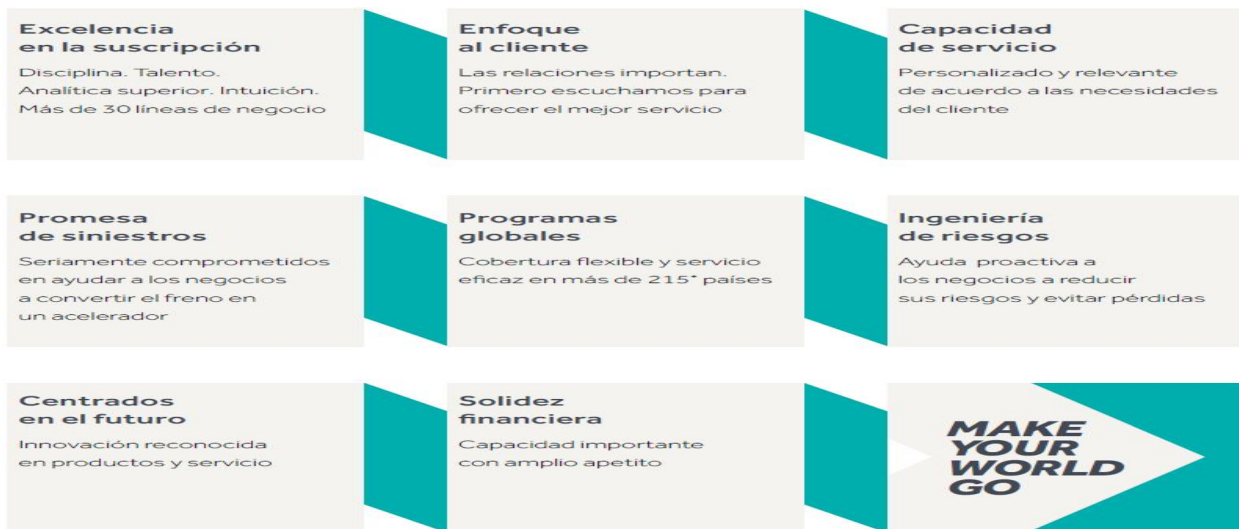 Excelencia
en la suscripción
Disciplina. Talento.
Analítica superior. Intuición.
Más de 30 líneas de negocio
Enfoque
al cliente
Las relaciones importan.
Primero escuchamos para
ofrecer el mejor servicio
Capacidad
de servicio
Personalizado y relevante
de acuerdo a las necesidades
del cliente
Promesa
de siniestros
Seriamente comprometidos
en ayudar a los negocios
a convertir el freno en
un acelerador
Programas
globales
Cobertura flexible y servicio
eficaz en más de 215* países
Ingeniería
de riesgos
Ayuda proactiva a
los negocios a reducir
sus riesgos y evitar pérdidas
Centrados
en el futuro
Innovación reconocida
en productos y servicio
Solidez
financiera
Capacidad importante
con amplio apetito
MAKE
YOUR
WORLD
GO